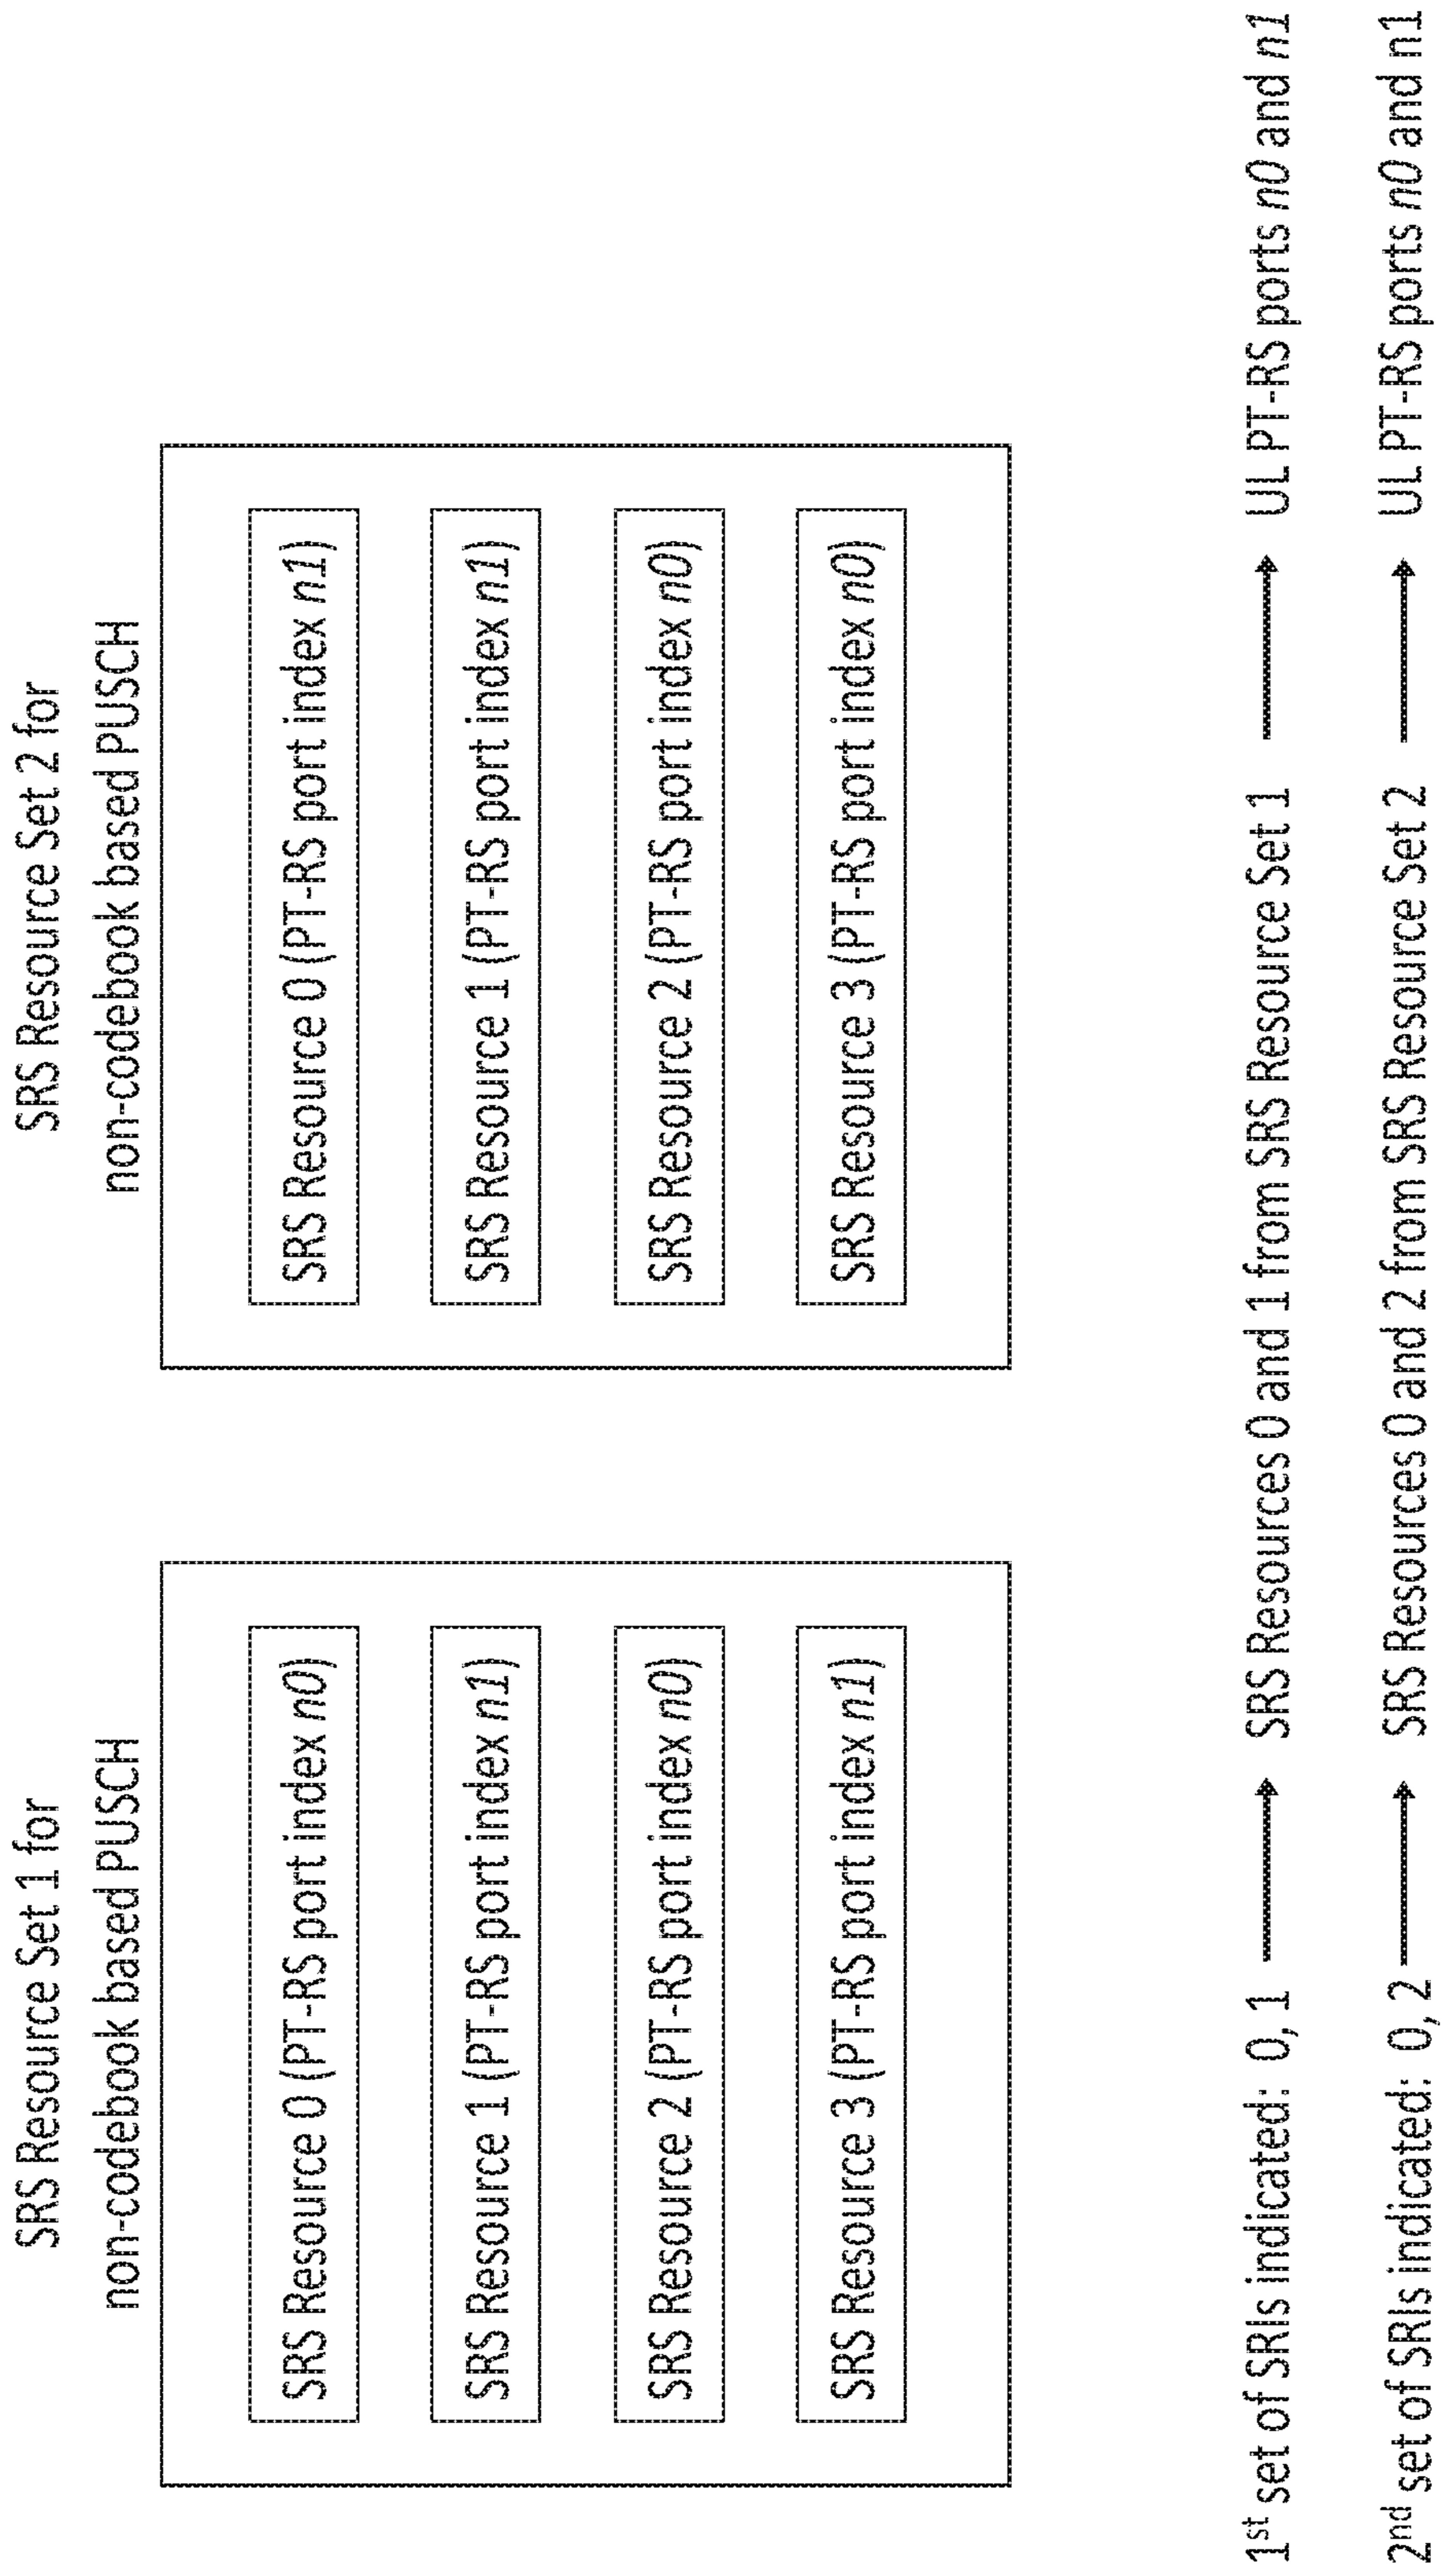 SRS Resource Set 1 for
non-codebook based PUSCH
SRS Resource 0 (PT-RS port index n0)
SRS Resource 1 (PT-RS port index n1)
SRS Resource 2 (PT-RS port index n0)
SRS Resource 3 (PT-RS port index n1)
SRS Resource Set 2 for
non-codebook based PUSCH
SRS Resource 0 (PT-RS port index n1)
SRS Resource 1 (PT-RS port index n1)
SRS Resource 2 (PT-RS port index n0)
SRS Resource 3 (PT-RS port index n0)
1st set of SRIs indicated: 0, 1 → SRS Resources 0 and 1 from SRS Resource Set 1 → UL PT-RS ports n0 and n1
2nd set of SRIs indicated: 0, 2 → SRS Resources 0 and 2 from SRS Resource Set 2 → UL PT-RS ports n0 and n1